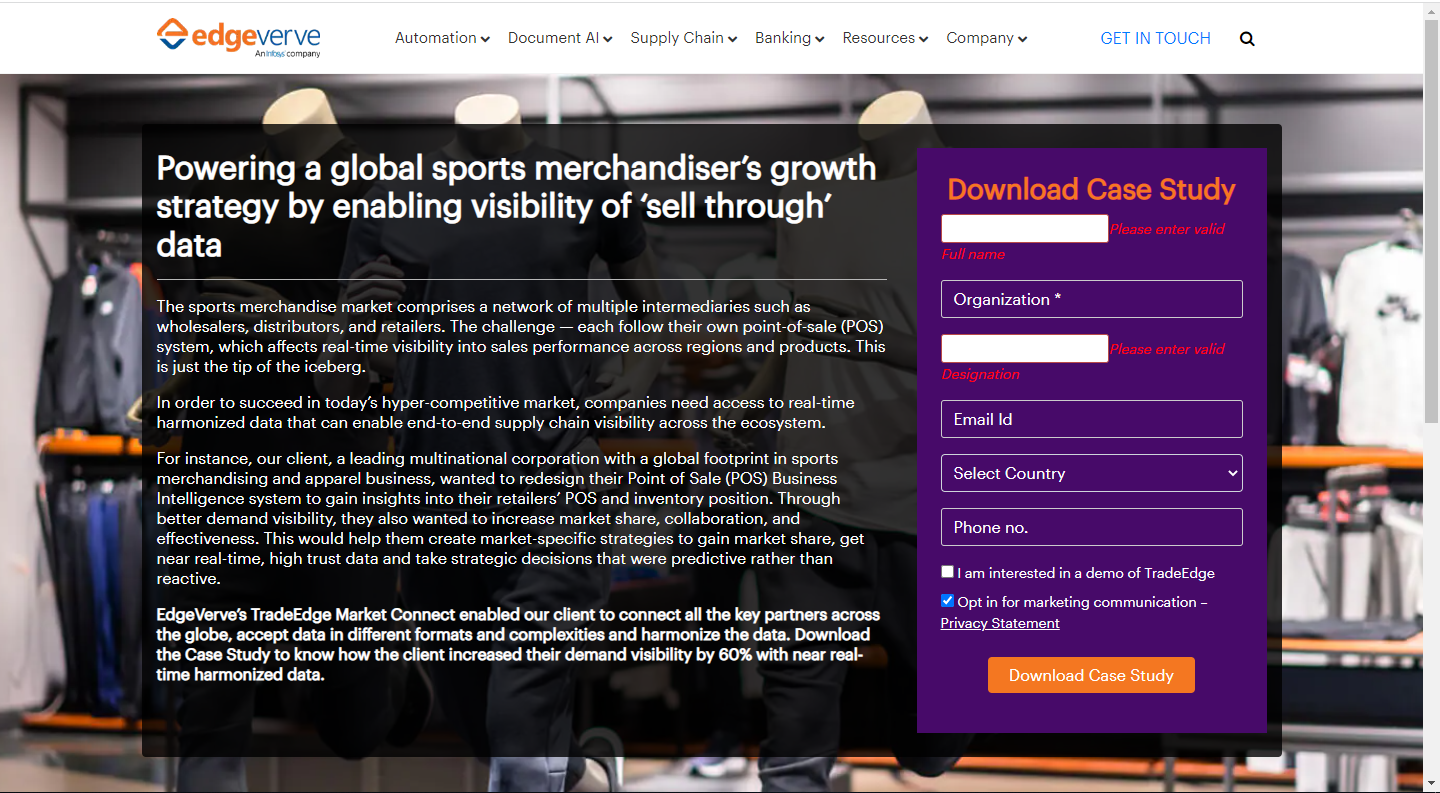 edgeverve
An Infosys company
Automation
Document AI
Supply Chain
Banking
Resources
Company
GET IN TOUCH
Powering a global sports merchandiser’s growth
strategy by enabling visibility of ‘sell through’
data
The sports merchandise market comprises a network of multiple intermediaries such as
wholesalers, distributors, and retailers. The challenge — each follow their own point-of-sale (POS)
system, which affects real-time visibility into sales performance across regions and products. This
is just the tip of the iceberg.
In order to succeed in today’s hyper-competitive market, companies need access to real-time
harmonized data that can enable end-to-end supply chain visibility across the ecosystem.
For instance, our client, a leading multinational corporation with a global footprint in sports
merchandising and apparel business, wanted to redesign their Point of Sale (POS) Business
Intelligence system to gain insights into their retailers’ POS and inventory position. Through
better demand visibility, they also wanted to increase market share, collaboration, and
effectiveness. This would help them create market-specific strategies to gain market share, get
near real-time, high trust data and take strategic decisions that were predictive rather than
reactive.
EdgeVerve’s TradeEdge Market Connect enabled our client to connect all the key partners across
the globe, accept data in different formats and complexities and harmonize the data. Download
the Case Study to know how the client increased their demand visibility by 60% with near real-
time harmonized data.
Download Case Study
Please enter valid
Full name
Organization *
Please enter valid
Designation
Email Id
Select Country
Phone no.
I am interested in a demo of TradeEdge
Opt in for marketing communication –
Privacy Statement
Download Case Study